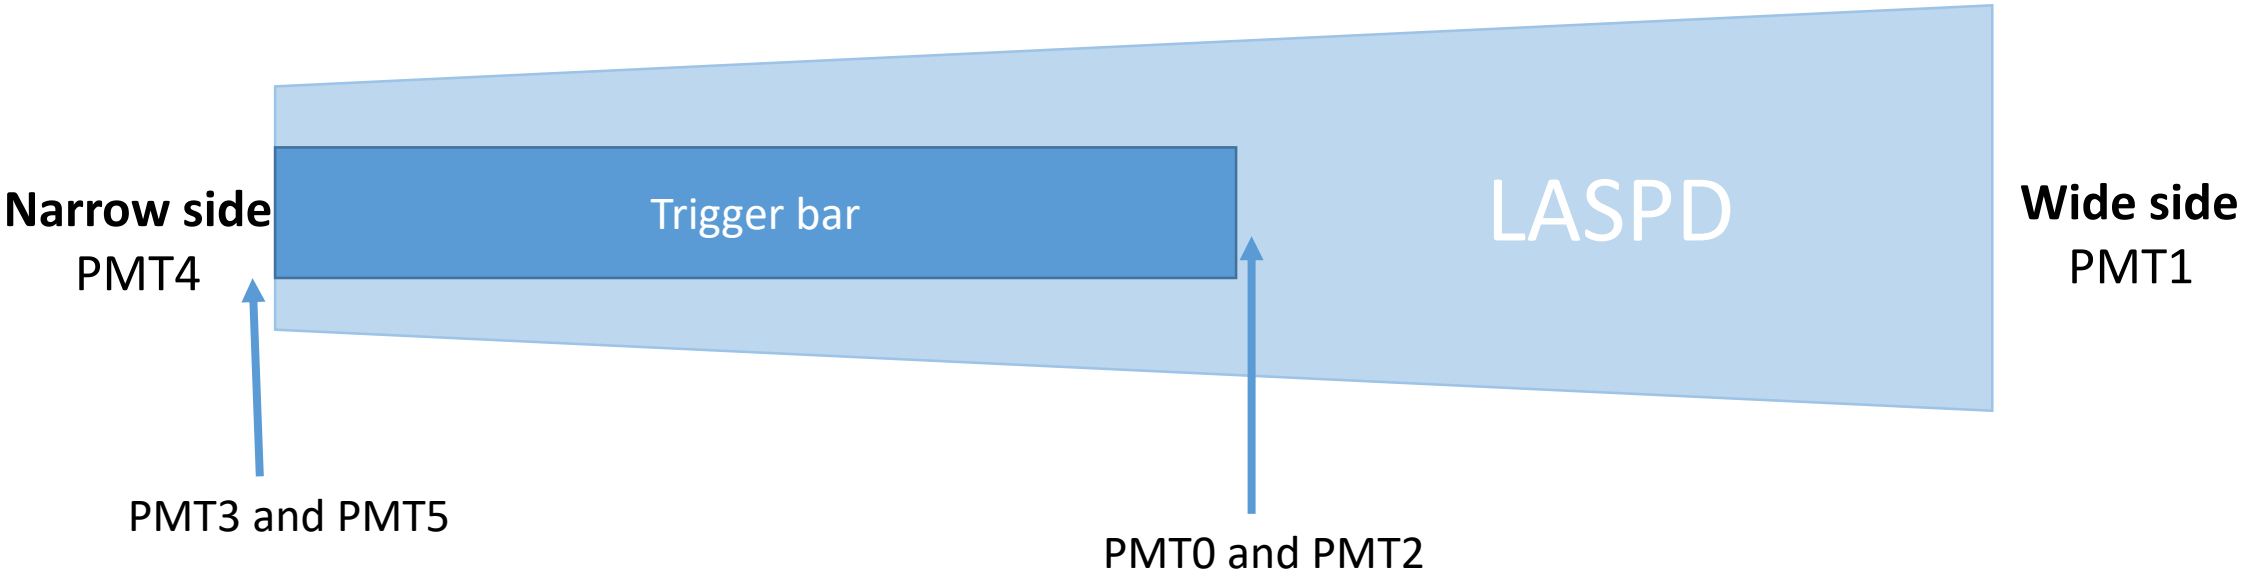 Narrow side
PMT4
Trigger bar
LASPD
Wide side
PMT1
PMT3 and PMT5
PMT0 and PMT2